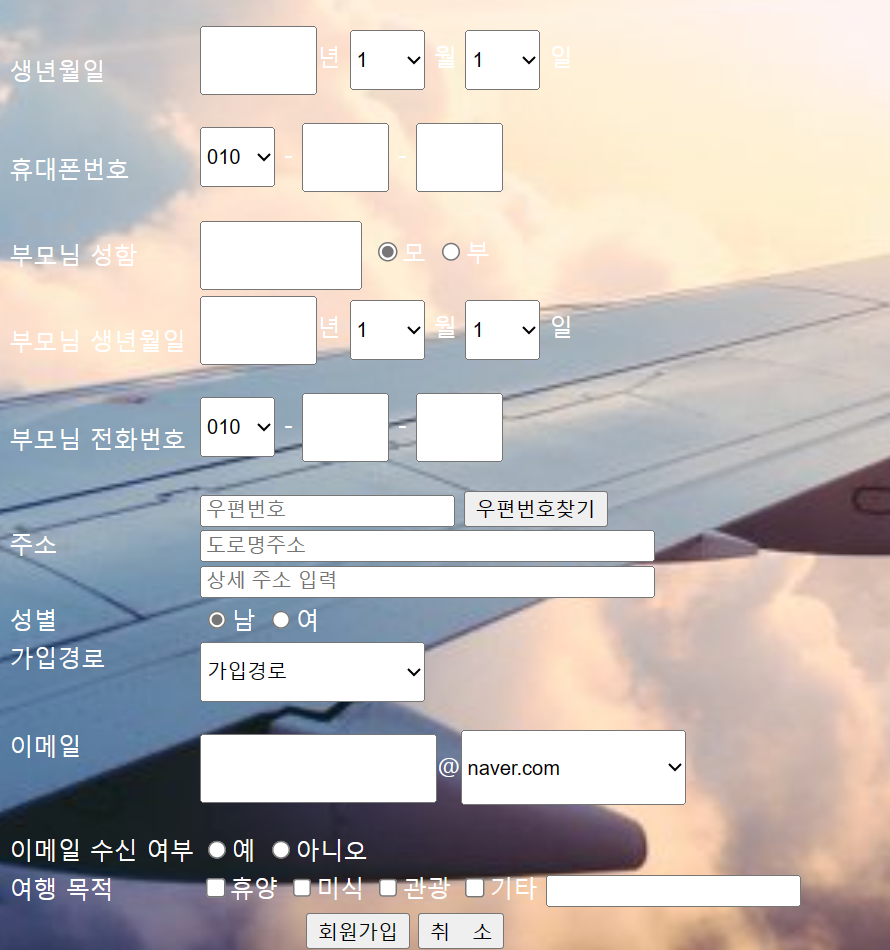 생년월일 년 1 월 1 일
휴대폰번호 010 - -
부모님 성함 모 부
부모님 생년월일 년 1 월 1 일
부모님 전화번호 010 - -
우편번호 우편번호찾기
주소 도로명주소
상세 주소 입력
성별 남 여
가입경로 가입경로
이메일 @ naver.com
이메일 수신 여부 예 아니오
여행 목적 휴양 미식 관광 기타
회원가입 취 소